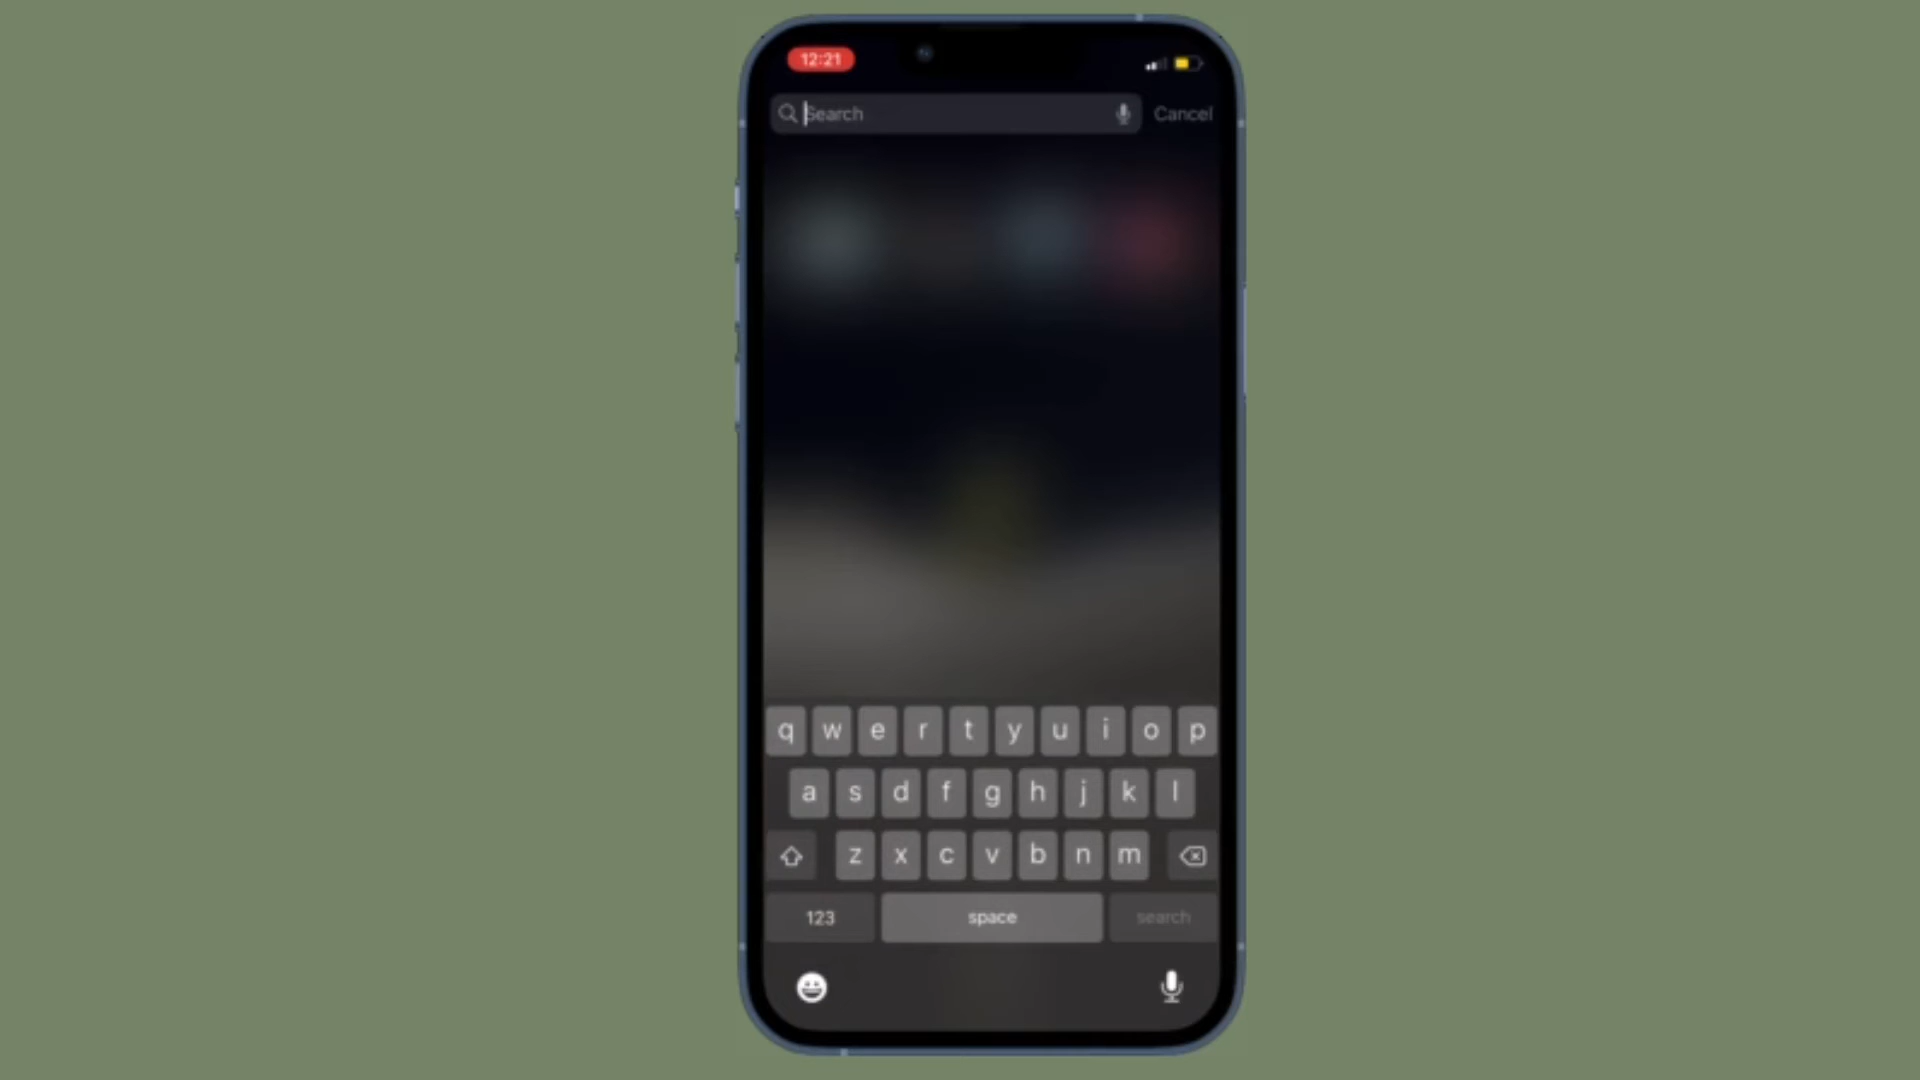 12:21
Search
Cancel
q w e r t y u i o p
a s d f g h j k l
z x c v b n m
123 space search